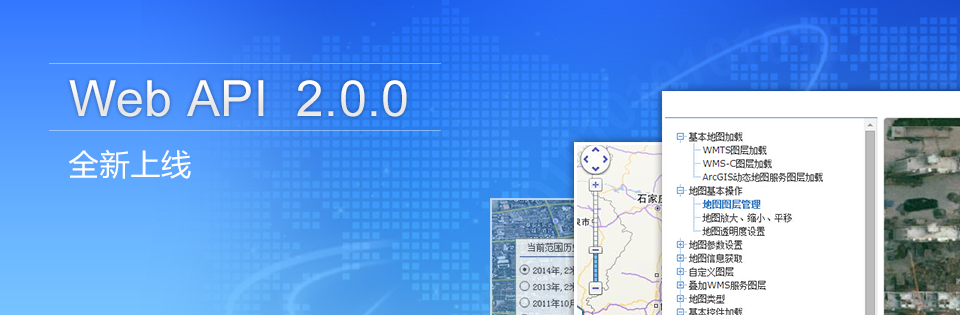 Web API 2.0.0
全新上线
基本地图加载
WMTS图层加载
WMS-C图层加载
ArcGIS动态地图服务图层加载
地图基本操作
地图图层管理
地图放大、缩小、平移
地图透明度设置
地图参数设置
地图信息获取
自定义图层
叠加WMS服务图层
地图类型
基本控件加载
石家
市
当前范围历
2014年,2
2013年,2
2011年10